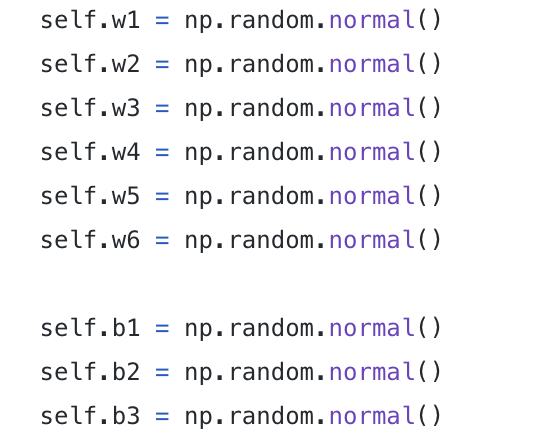 self.w1 = np.random.normal()
self.w2 = np.random.normal()
self.w3 = np.random.normal()
self.w4 = np.random.normal()
self.w5 = np.random.normal()
self.w6 = np.random.normal()
self.b1 = np.random.normal()
self.b2 = np.random.normal()
self.b3 = np.random.normal()